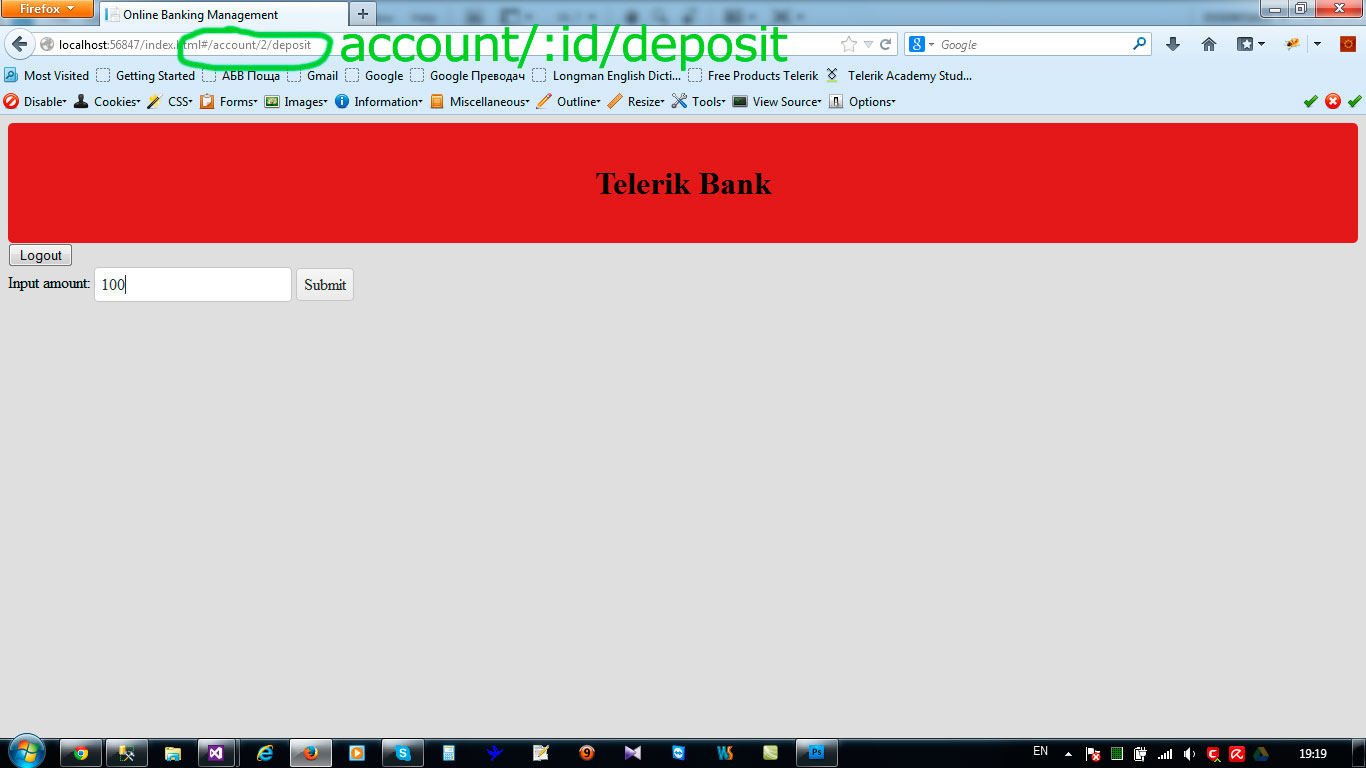 Firefox
Online Banking Management
localhost:56847/index.html#/account/2/deposit
account/:id/deposit
Google
Most Visited Getting Started АБВ Поща Gmail Google Google Преводач Longman English Dicti... Free Products Telerik Telerik Academy Stud...
Disable Cookies CSS Forms Images Information Miscellaneous Outline Resize Tools View Source Options
Telerik Bank
Logout
Input amount: 100 Submit
EN 19:19